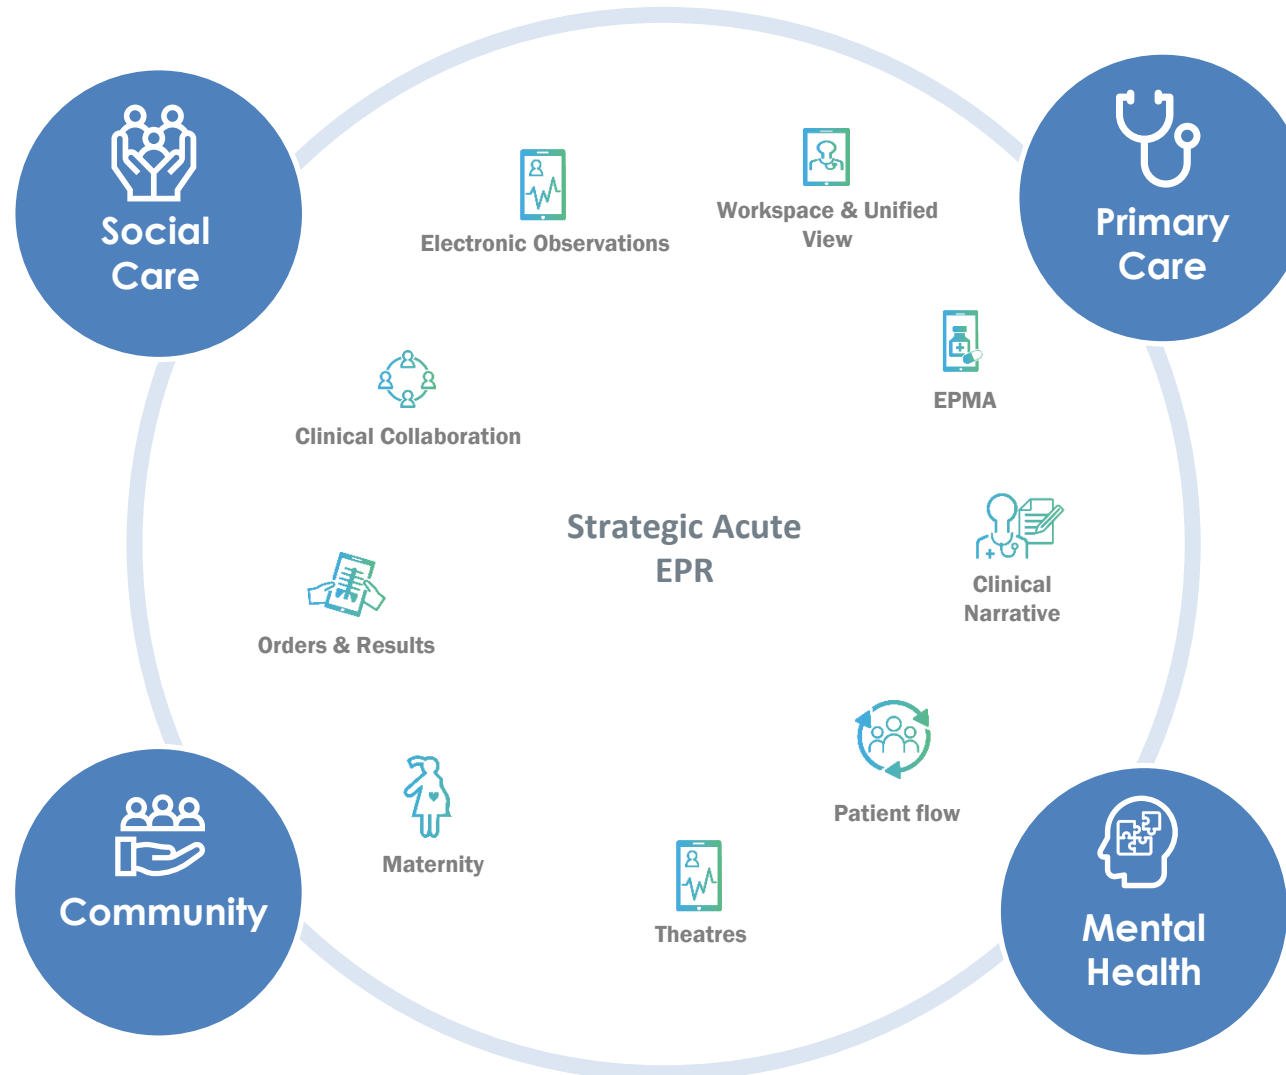 Social
Care
Primary
Care
Electronic Observations
Workspace & Unified
View
EPMA
Clinical Collaboration
Strategic Acute
EPR
Clinical
Narrative
Orders & Results
Patient flow
Maternity
Theatres
Community
Mental
Health